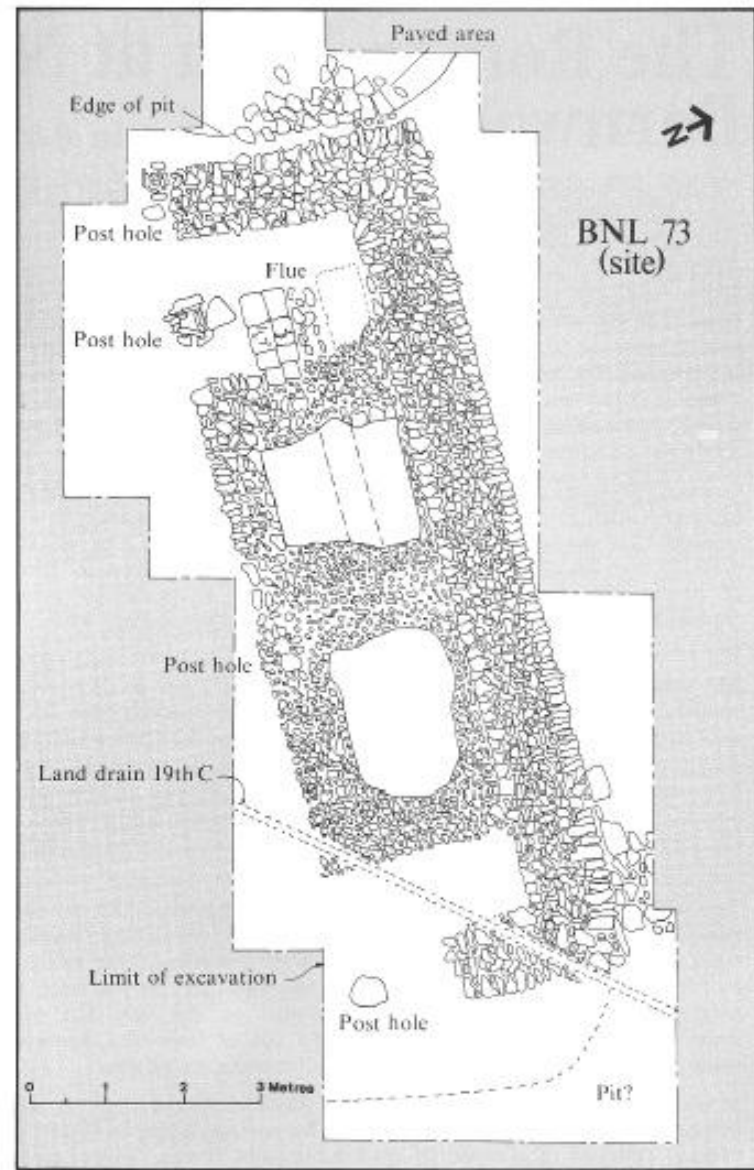 Paved area
Edge of pit
N
BNL 73
(site)
Post hole
Flue
Post hole
Post hole
Land drain 19th C
Limit of excavation
Post hole
0 1 2 3 Metres
Pit?